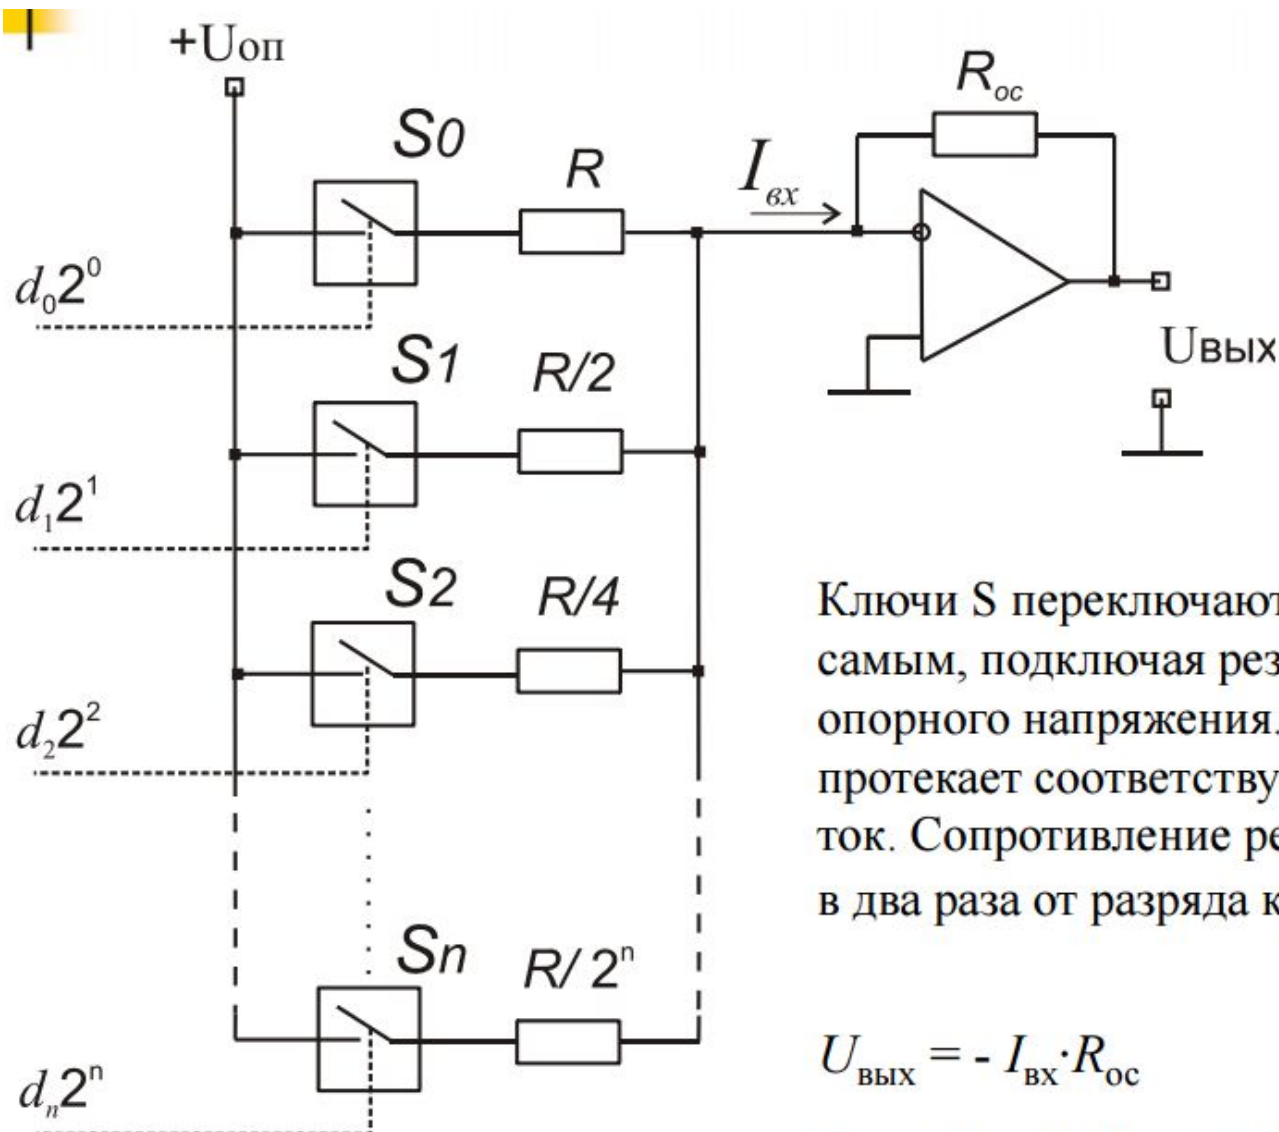 +Uоп
S0
R
Iвх
Rос
d₀2⁰
S1
R/2
Uвых
d₁2¹
S2
R/4
d₂2²
Ключи S переключают
самым, подключая рез
опорного напряжения.
протекает соответству
ток. Сопротивление ре
в два раза от разряда к
Sn
R/ 2ⁿ
dₙ2ⁿ
Uвых = - Iвх·Rос